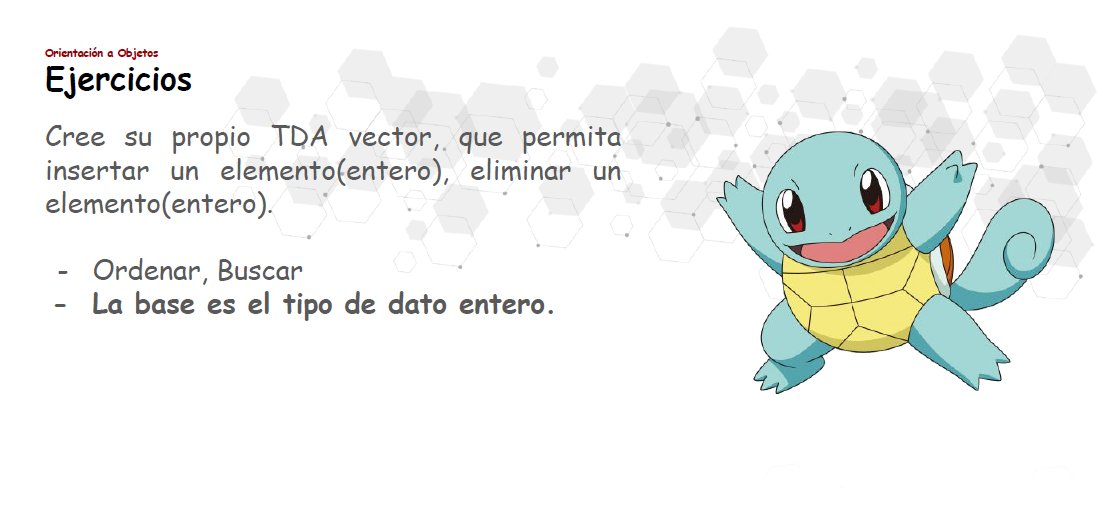 Orientación a Objetos
Ejercicios
Cree su propio TDA vector, que permita
insertar un elemento(entero), eliminar un
elemento(entero).
- Ordenar, Buscar
- La base es el tipo de dato entero.